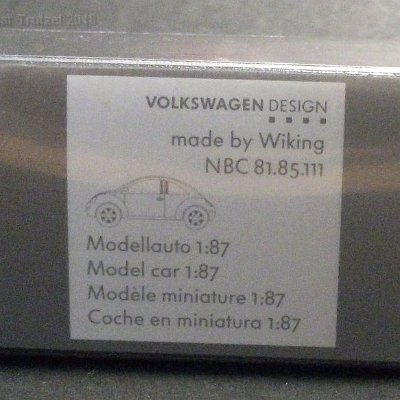 VOLKSWAGEN DESIGN
made by Wiking
NBC 81.85.111
Modellauto 1:87
Model car 1:87
Modèle miniature 1:87
Coche en miniatura 1:87